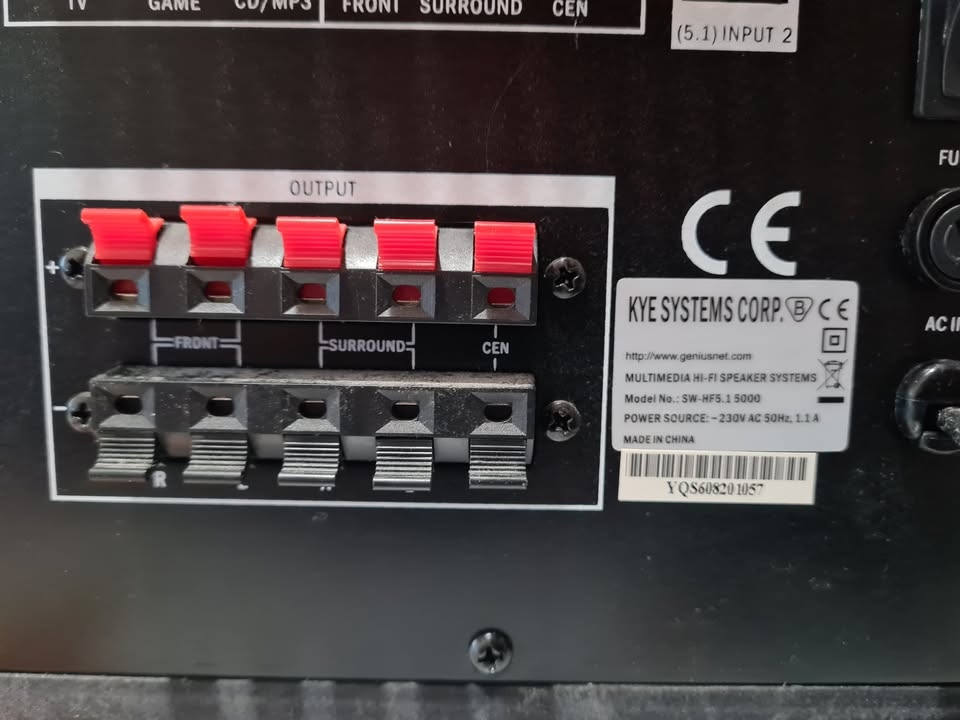 TV GAME CD/MP3 FRONT SURROUND CEN
(5.1) INPUT 2
OUTPUT
+
FRONT SURROUND CEN
−
R
CE
KYE SYSTEMS CORP. B CE
http://www.geniusnet.com
MULTIMEDIA HI-FI SPEAKER SYSTEMS
Model No.: SW-HF5.1 5000
POWER SOURCE: ~230V AC 50Hz, 1.1 A
MADE IN CHINA
YQS608201057
FU
AC I